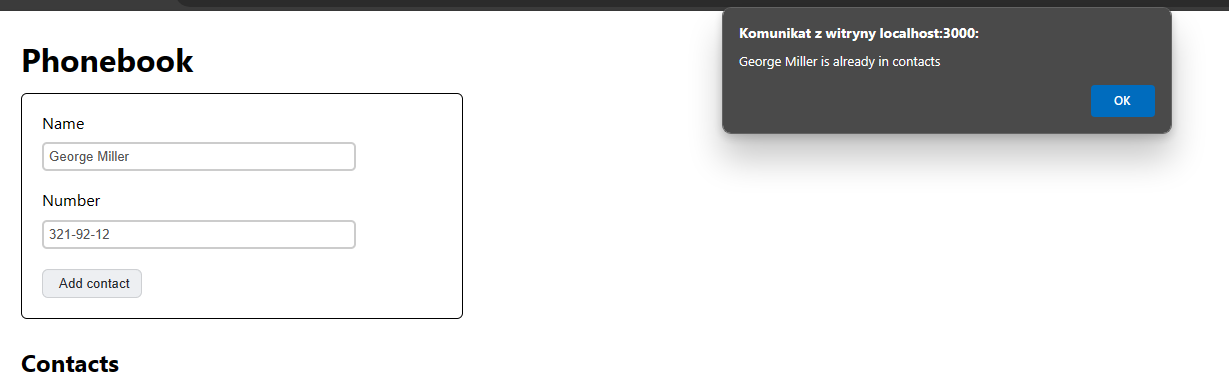 Komunikat z witryny localhost:3000:
George Miller is already in contacts
OK
Phonebook
Name
George Miller
Number
321-92-12
Add contact
Contacts